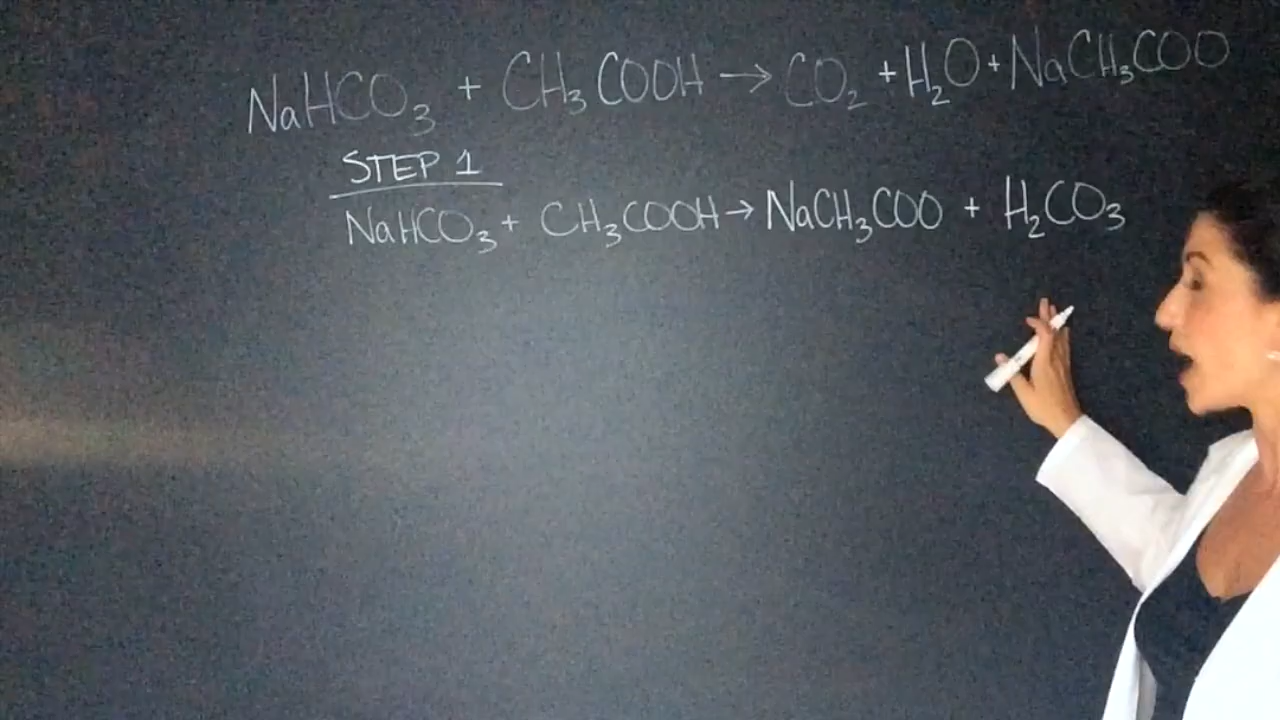 NaHCO₃ + CH₃COOH → CO₂ + H₂O + NaCH₃COO
STEP 1
NaHCO₃ + CH₃COOH → NaCH₃COO + H₂CO₃